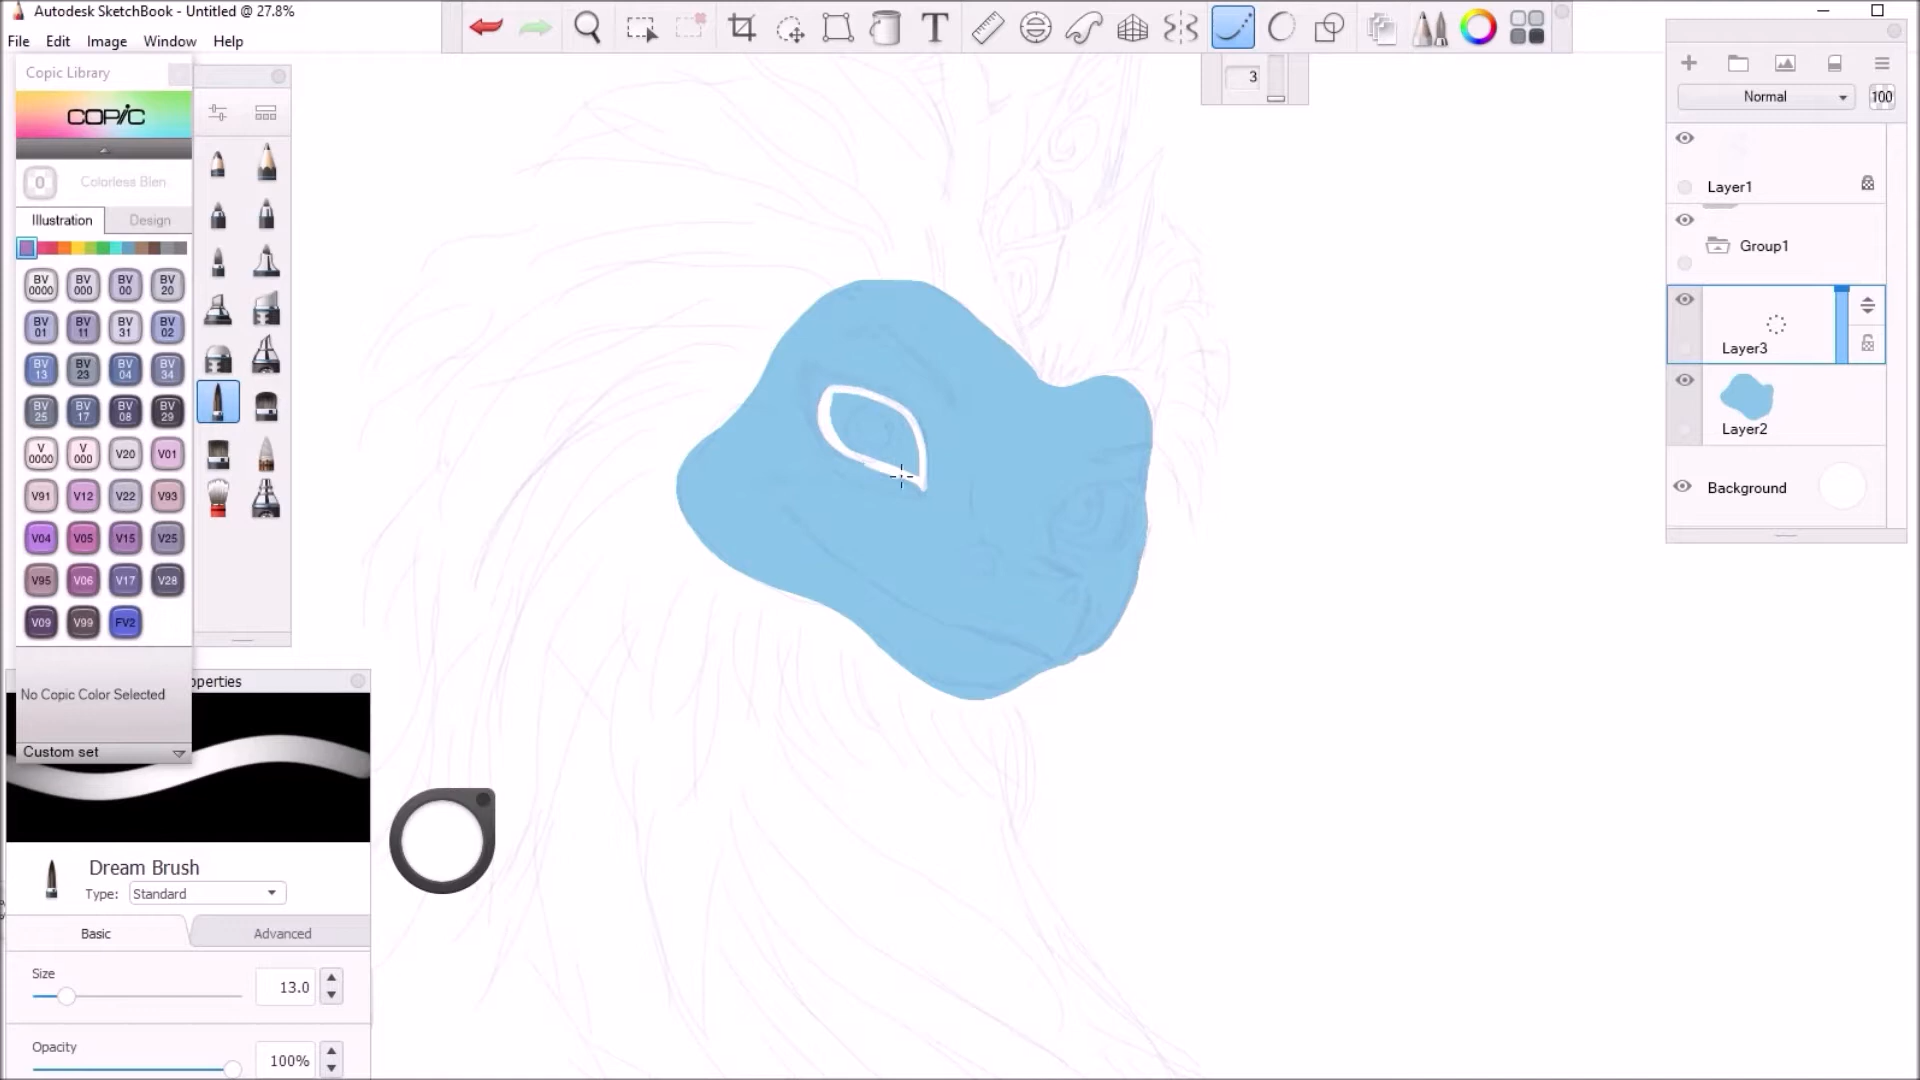 Autodesk SketchBook - Untitled @ 27.8%
File Edit Image Window Help
T
3
Copic Library
COPIC
0 Colorless Blen
Illustration Design
BV 0000 BV 000 BV 00 BV 20
BV 01 BV 11 BV 31 BV 02
BV 13 BV 23 BV 04 BV 34
BV 25 BV 17 BV 08 BV 29
V 0000 V 000 V20 V01
V91 V12 V22 V93
V04 V05 V15 V25
V95 V06 V17 V28
V09 V99 FV2
No Copic Color Selected
Custom set
operties
Dream Brush
Type: Standard
Basic Advanced
Size
13.0
Opacity
100%
Normal 100
Layer1
Group1
Layer3
Layer2
Background